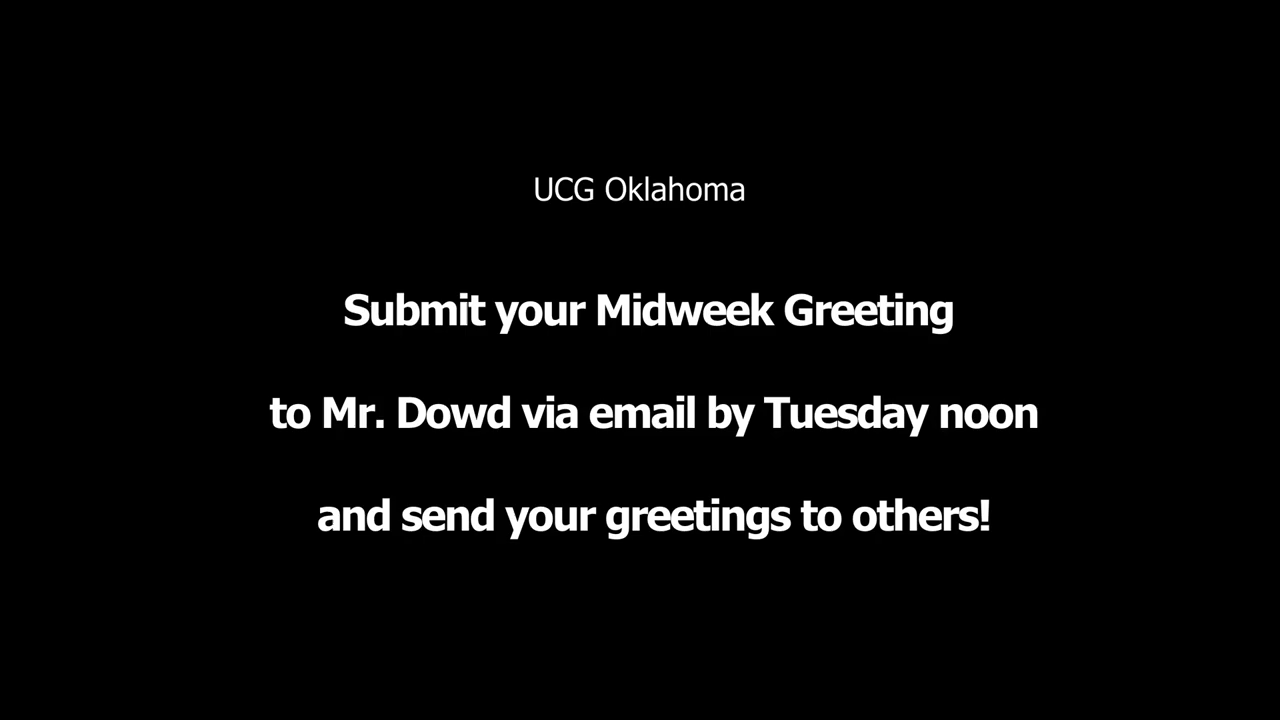 UCG Oklahoma
Submit your Midweek Greeting
to Mr. Dowd via email by Tuesday noon
and send your greetings to others!